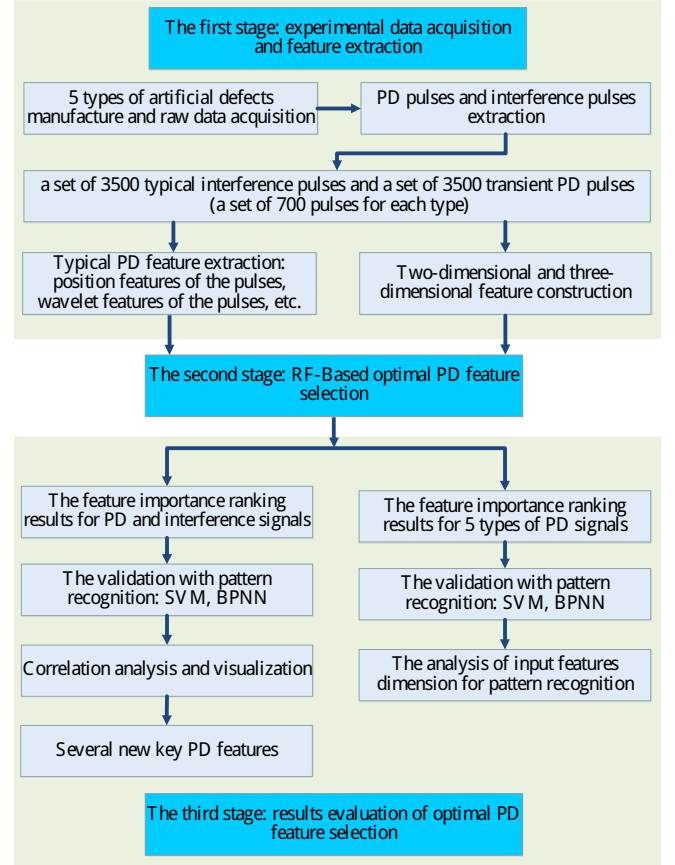 The first stage: experimental data acquisition
and feature extraction
5 types of artificial defects
manufacture and raw data acquisition
PD pulses and interference pulses
extraction
a set of 3500 typical interference pulses and a set of 3500 transient PD pulses
(a set of 700 pulses for each type)
Typical PD feature extraction:
position features of the pulses,
wavelet features of the pulses, etc.
Two-dimensional and three-
dimensional feature construction
The second stage: RF-Based optimal PD feature
selection
The feature importance ranking
results for PD and interference signals
The feature importance ranking
results for 5 types of PD signals
The validation with pattern
recognition: SVM, BPNN
The validation with pattern
recognition: SVM, BPNN
Correlation analysis and visualization
The analysis of input features
dimension for pattern recognition
Several new key PD features
The third stage: results evaluation of optimal PD
feature selection